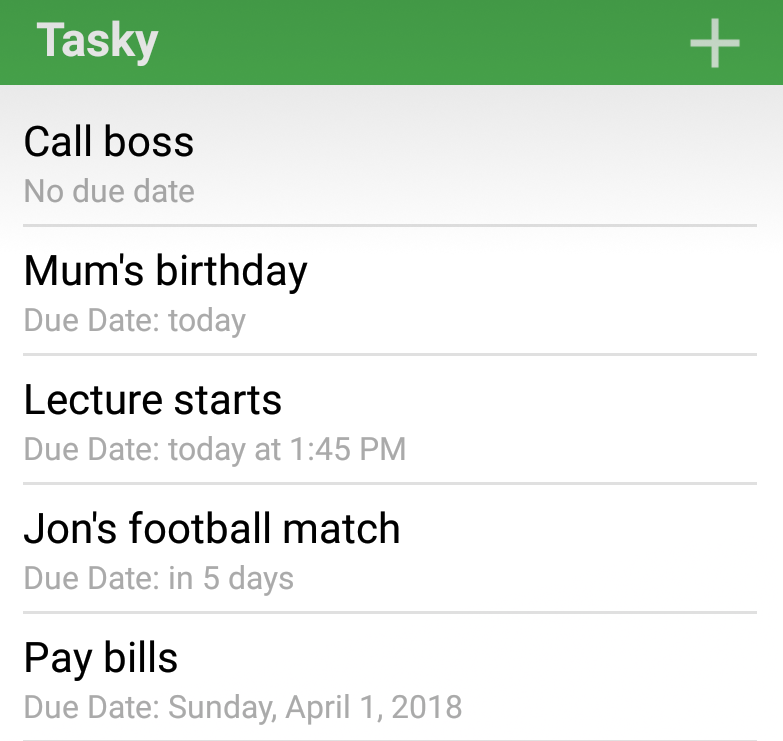 Tasky
Call boss
No due date
Mum's birthday
Due Date: today
Lecture starts
Due Date: today at 1:45 PM
Jon's football match
Due Date: in 5 days
Pay bills
Due Date: Sunday, April 1, 2018